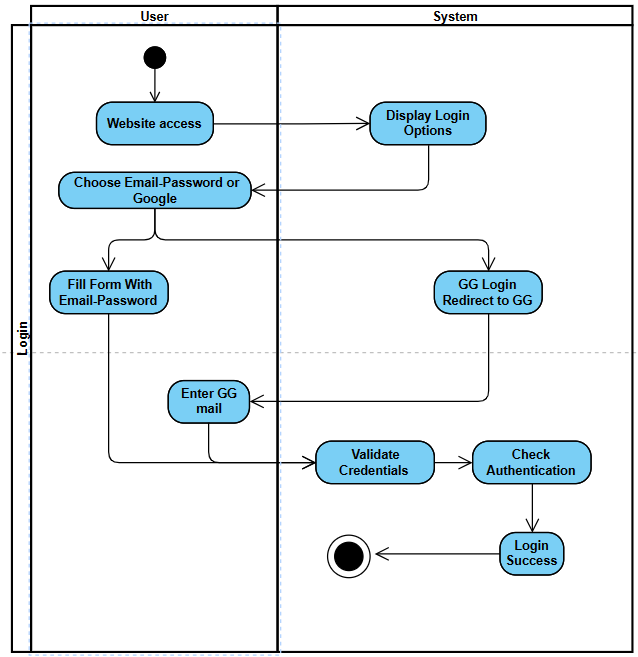 User
System
Website access
Display Login
Options
Choose Email-Password or
Google
Fill Form With
Email-Password
GG Login
Redirect to GG
Login
Enter GG
mail
Validate
Credentials
Check
Authentication
Login
Success